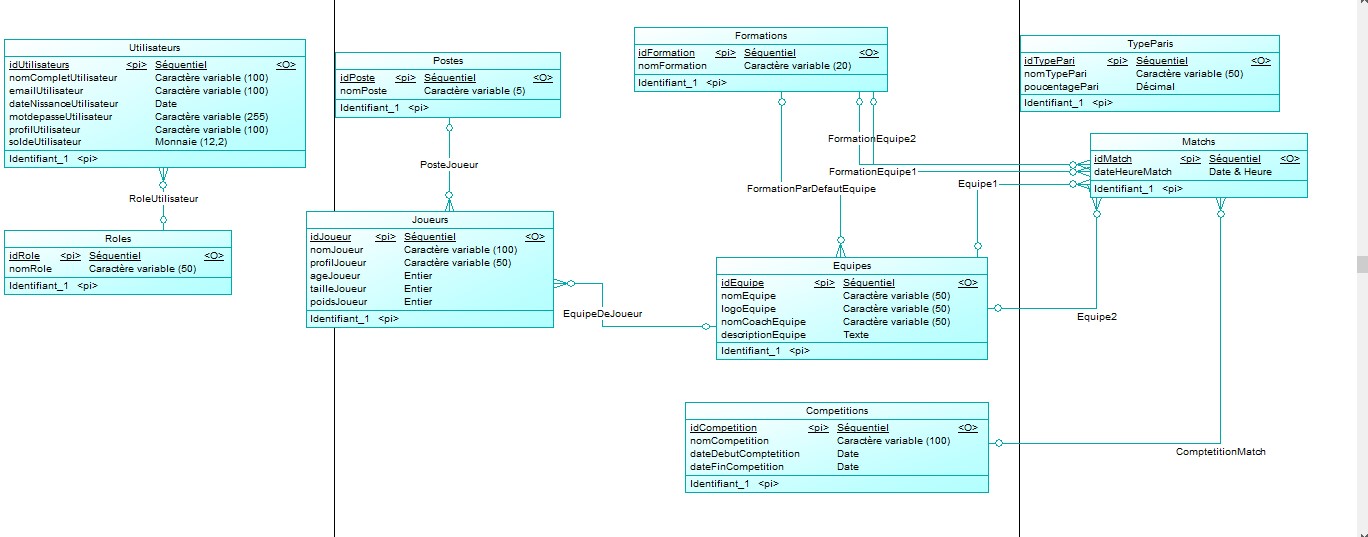 Utilisateurs
idUtilisateurs <pi> Séquentiel <O>
nomCompletUtilisateur Caractère variable (100)
emailUtilisateur Caractère variable (100)
dateNissanceUtilisateur Date
motdepasseUtilisateur Caractère variable (255)
profilUtilisateur Caractère variable (100)
soldeUtilisateur Monnaie (12,2)
Identifiant_1 <pi>
RoleUtilisateur
Roles
idRole <pi> Séquentiel <O>
nomRole Caractère variable (50)
Identifiant_1 <pi>
Postes
idPoste <pi> Séquentiel <O>
nomPoste Caractère variable (5)
Identifiant_1 <pi>
PosteJoueur
Joueurs
idJoueur <pi> Séquentiel <O>
nomJoueur Caractère variable (100)
profilJoueur Caractère variable (50)
ageJoueur Entier
tailleJoueur Entier
poidsJoueur Entier
Identifiant_1 <pi>
EquipeDeJoueur
Formations
idFormation <pi> Séquentiel <O>
nomFormation Caractère variable (20)
Identifiant_1 <pi>
FormationEquipe2
FormationEquipe1
FormationParDefautEquipe
Equipe1
Equipes
idEquipe <pi> Séquentiel <O>
nomEquipe Caractère variable (50)
logoEquipe Caractère variable (50)
nomCoachEquipe Caractère variable (50)
descriptionEquipe Texte
Identifiant_1 <pi>
Equipe2
Competitions
idCompetition <pi> Séquentiel <O>
nomCompetition Caractère variable (100)
dateDebutComptetition Date
dateFinCompetition Date
Identifiant_1 <pi>
ComptetitionMatch
TypeParis
idTypePari <pi> Séquentiel <O>
nomTypePari Caractère variable (50)
poucentagePari Décimal
Identifiant_1 <pi>
Matchs
idMatch <pi> Séquentiel <O>
dateHeureMatch Date & Heure
Identifiant_1 <pi>